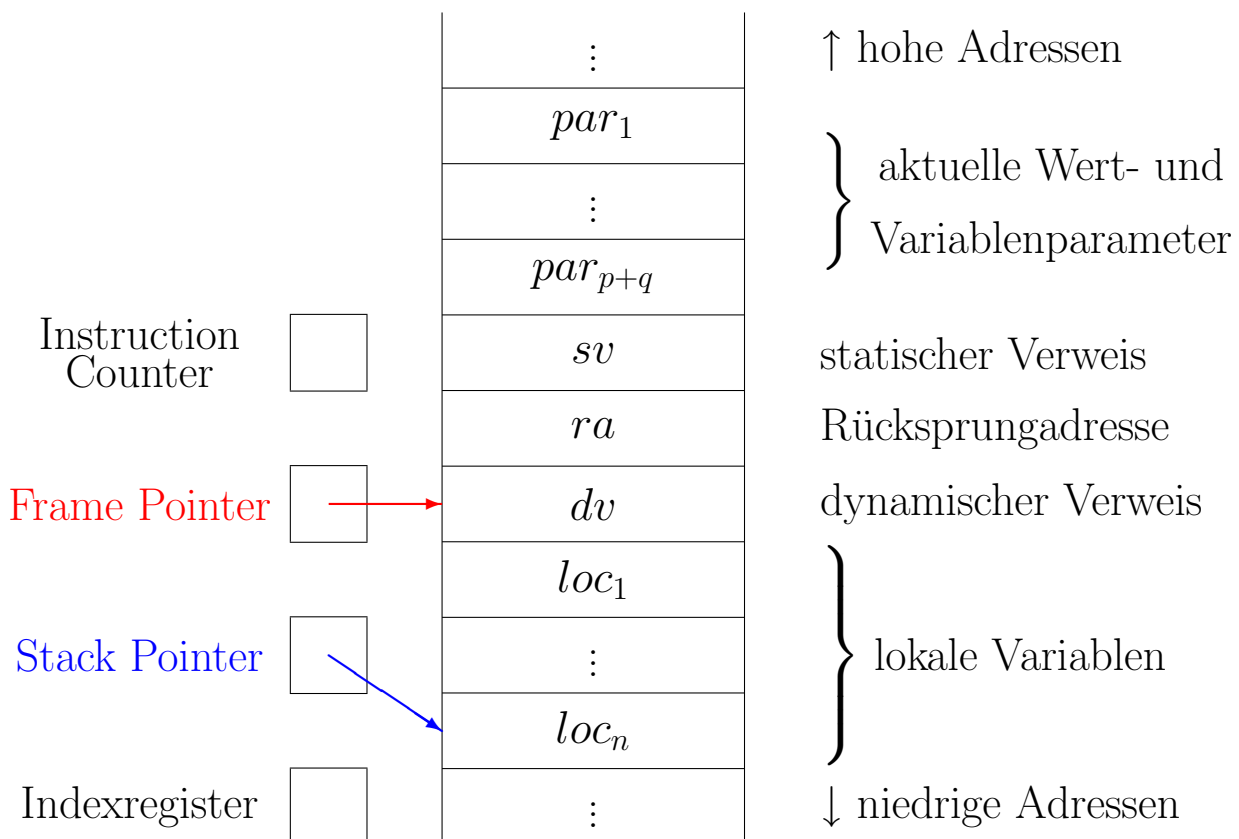 ⋮ ↑ hohe Adressen
par₁
aktuelle Wert- und
⋮
Variablenparameter
parₚ₊q
Instruction
Counter
sv statischer Verweis
ra Rücksprungadresse
Frame Pointer dv dynamischer Verweis
loc₁
Stack Pointer ⋮ lokale Variablen
locₙ
Indexregister ⋮ ↓ niedrige Adressen